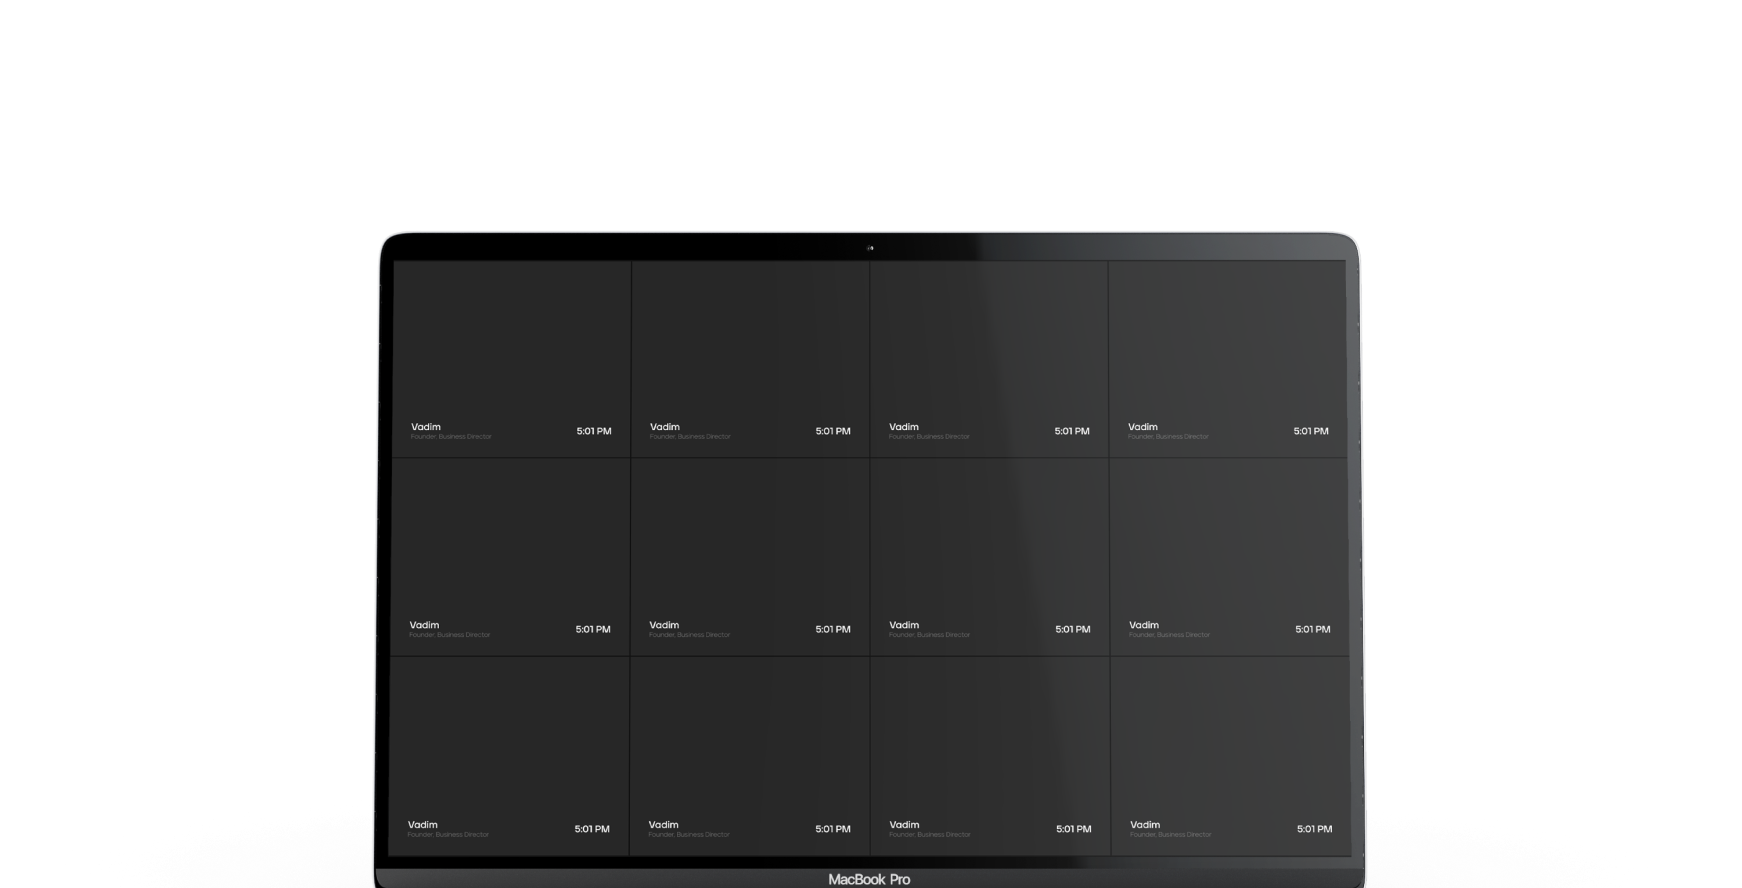 Vadim
Founder, Business Director
5:01 PM
Vadim
Founder, Business Director
5:01 PM
Vadim
Founder, Business Director
5:01 PM
Vadim
Founder, Business Director
5:01 PM
Vadim
Founder, Business Director
5:01 PM
Vadim
Founder, Business Director
5:01 PM
Vadim
Founder, Business Director
5:01 PM
Vadim
Founder, Business Director
5:01 PM
Vadim
Founder, Business Director
5:01 PM
Vadim
Founder, Business Director
5:01 PM
Vadim
Founder, Business Director
5:01 PM
Vadim
Founder, Business Director
5:01 PM
MacBook Pro